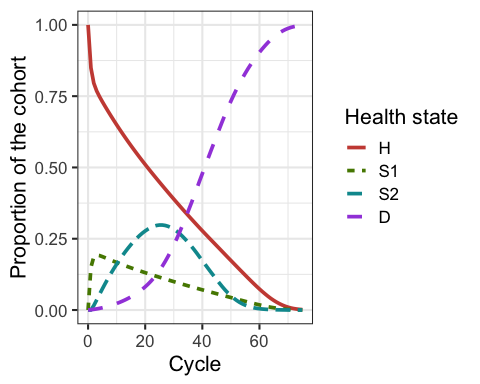 Proportion of the cohort
1.00
0.75
0.50
0.25
0.00
0 20 40 60
Cycle
Health state
H
S1
S2
D